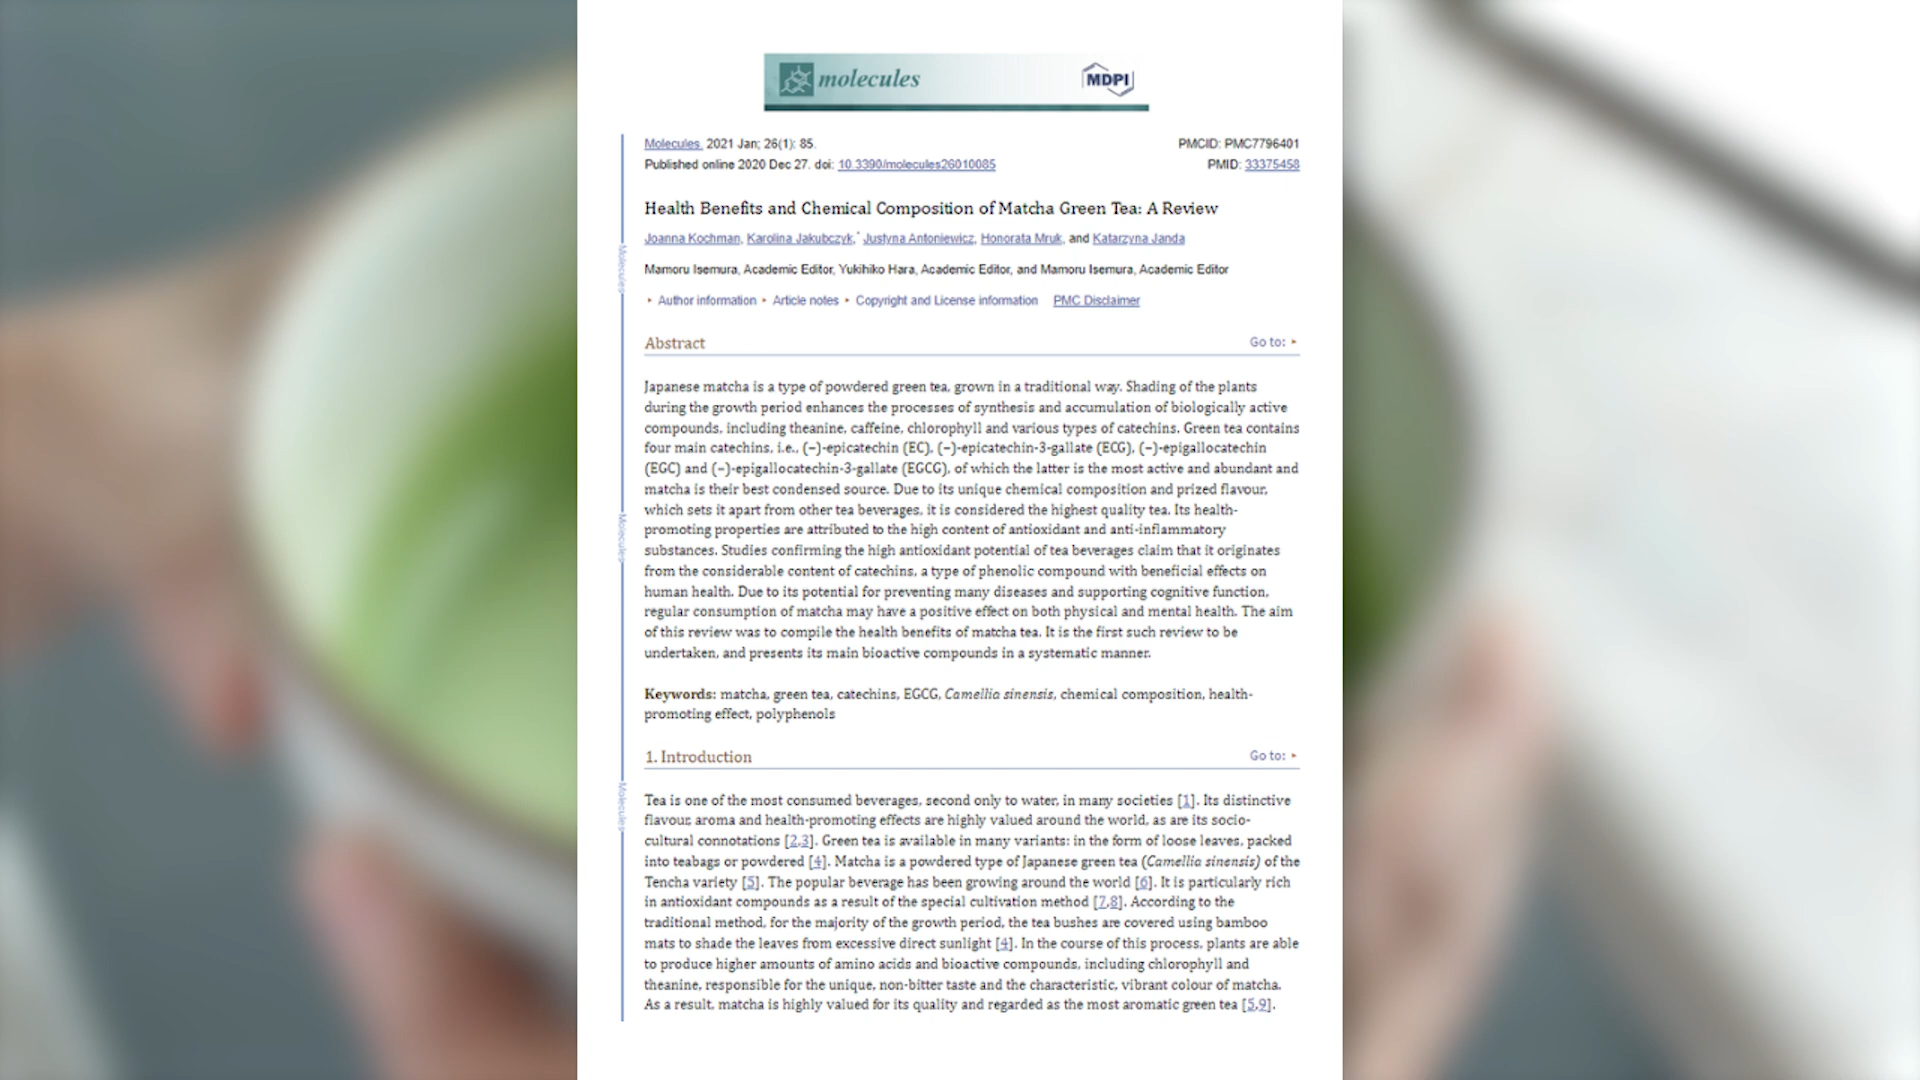 molecules
MDPI
Molecules. 2021 Jan; 26(1): 85.
PMCID: PMC7796401
Published online 2020 Dec 27. doi: 10.3390/molecules26010085
PMID: 33375458
Health Benefits and Chemical Composition of Matcha Green Tea: A Review
Joanna Kochman, Karolina Jakubczyk,* Justyna Antoniewicz, Honorata Mruk, and Katarzyna Janda
Mamoru Isemura, Academic Editor, Yukihiko Hara, Academic Editor, and Mamoru Isemura, Academic Editor
▸ Author information ▸ Article notes ▸ Copyright and License information PMC Disclaimer
Abstract
Go to: ▸
Japanese matcha is a type of powdered green tea, grown in a traditional way. Shading of the plants
during the growth period enhances the processes of synthesis and accumulation of biologically active
compounds, including theanine, caffeine, chlorophyll and various types of catechins. Green tea contains
four main catechins, i.e., (−)-epicatechin (EC), (−)-epicatechin-3-gallate (ECG), (−)-epigallocatechin
(EGC) and (−)-epigallocatechin-3-gallate (EGCG), of which the latter is the most active and abundant and
matcha is their best condensed source. Due to its unique chemical composition and prized flavour,
which sets it apart from other tea beverages, it is considered the highest quality tea. Its health-
promoting properties are attributed to the high content of antioxidant and anti-inflammatory
substances. Studies confirming the high antioxidant potential of tea beverages claim that it originates
from the considerable content of catechins, a type of phenolic compound with beneficial effects on
human health. Due to its potential for preventing many diseases and supporting cognitive function,
regular consumption of matcha may have a positive effect on both physical and mental health. The aim
of this review was to compile the health benefits of matcha tea. It is the first such review to be
undertaken, and presents its main bioactive compounds in a systematic manner.
Keywords: matcha, green tea, catechins, EGCG, Camellia sinensis, chemical composition, health-
promoting effect, polyphenols
1. Introduction
Go to: ▸
Tea is one of the most consumed beverages, second only to water, in many societies [1]. Its distinctive
flavour, aroma and health-promoting effects are highly valued around the world, as are its socio-
cultural connotations [2,3]. Green tea is available in many variants: in the form of loose leaves, packed
into teabags or powdered [4]. Matcha is a powdered type of Japanese green tea (Camellia sinensis) of the
Tencha variety [5]. The popular beverage has been growing around the world [6]. It is particularly rich
in antioxidant compounds as a result of the special cultivation method [7,8]. According to the
traditional method, for the majority of the growth period, the tea bushes are covered using bamboo
mats to shade the leaves from excessive direct sunlight [4]. In the course of this process, plants are able
to produce higher amounts of amino acids and bioactive compounds, including chlorophyll and
theanine, responsible for the unique, non-bitter taste and the characteristic, vibrant colour of matcha.
As a result, matcha is highly valued for its quality and regarded as the most aromatic green tea [5,9].
Molecules
Molecules
Molecules